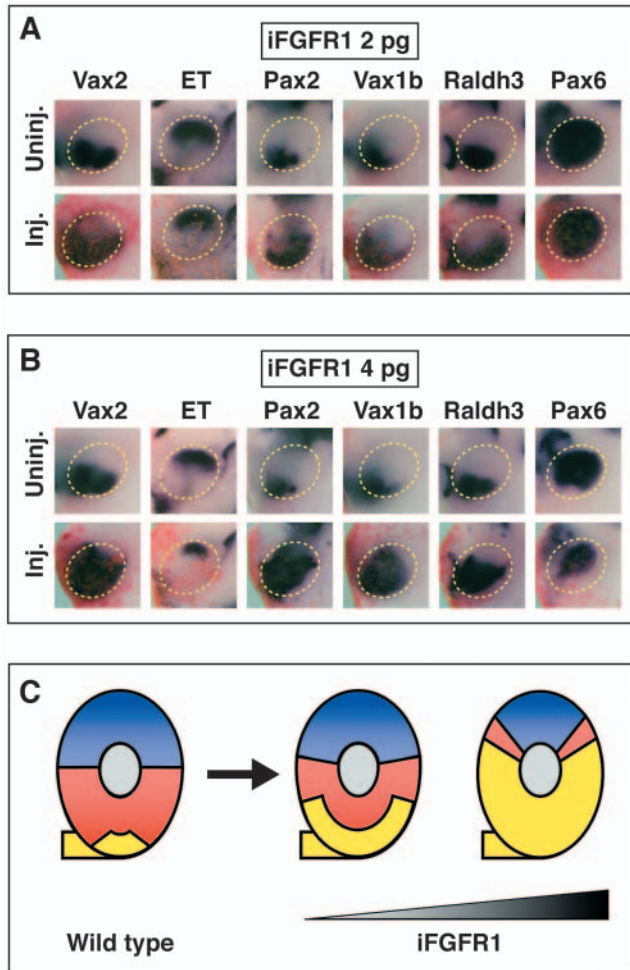 A
iFGFR1 2 pg
Vax2 ET Pax2 Vax1b Raldh3 Pax6
Uninj.
Inj.
B
iFGFR1 4 pg
Vax2 ET Pax2 Vax1b Raldh3 Pax6
Uninj.
Inj.
C
Wild type iFGFR1